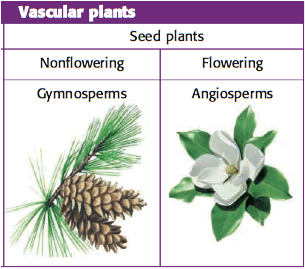 Vascular plants
Seed plants
Nonflowering
Flowering
Gymnosperms
Angiosperms